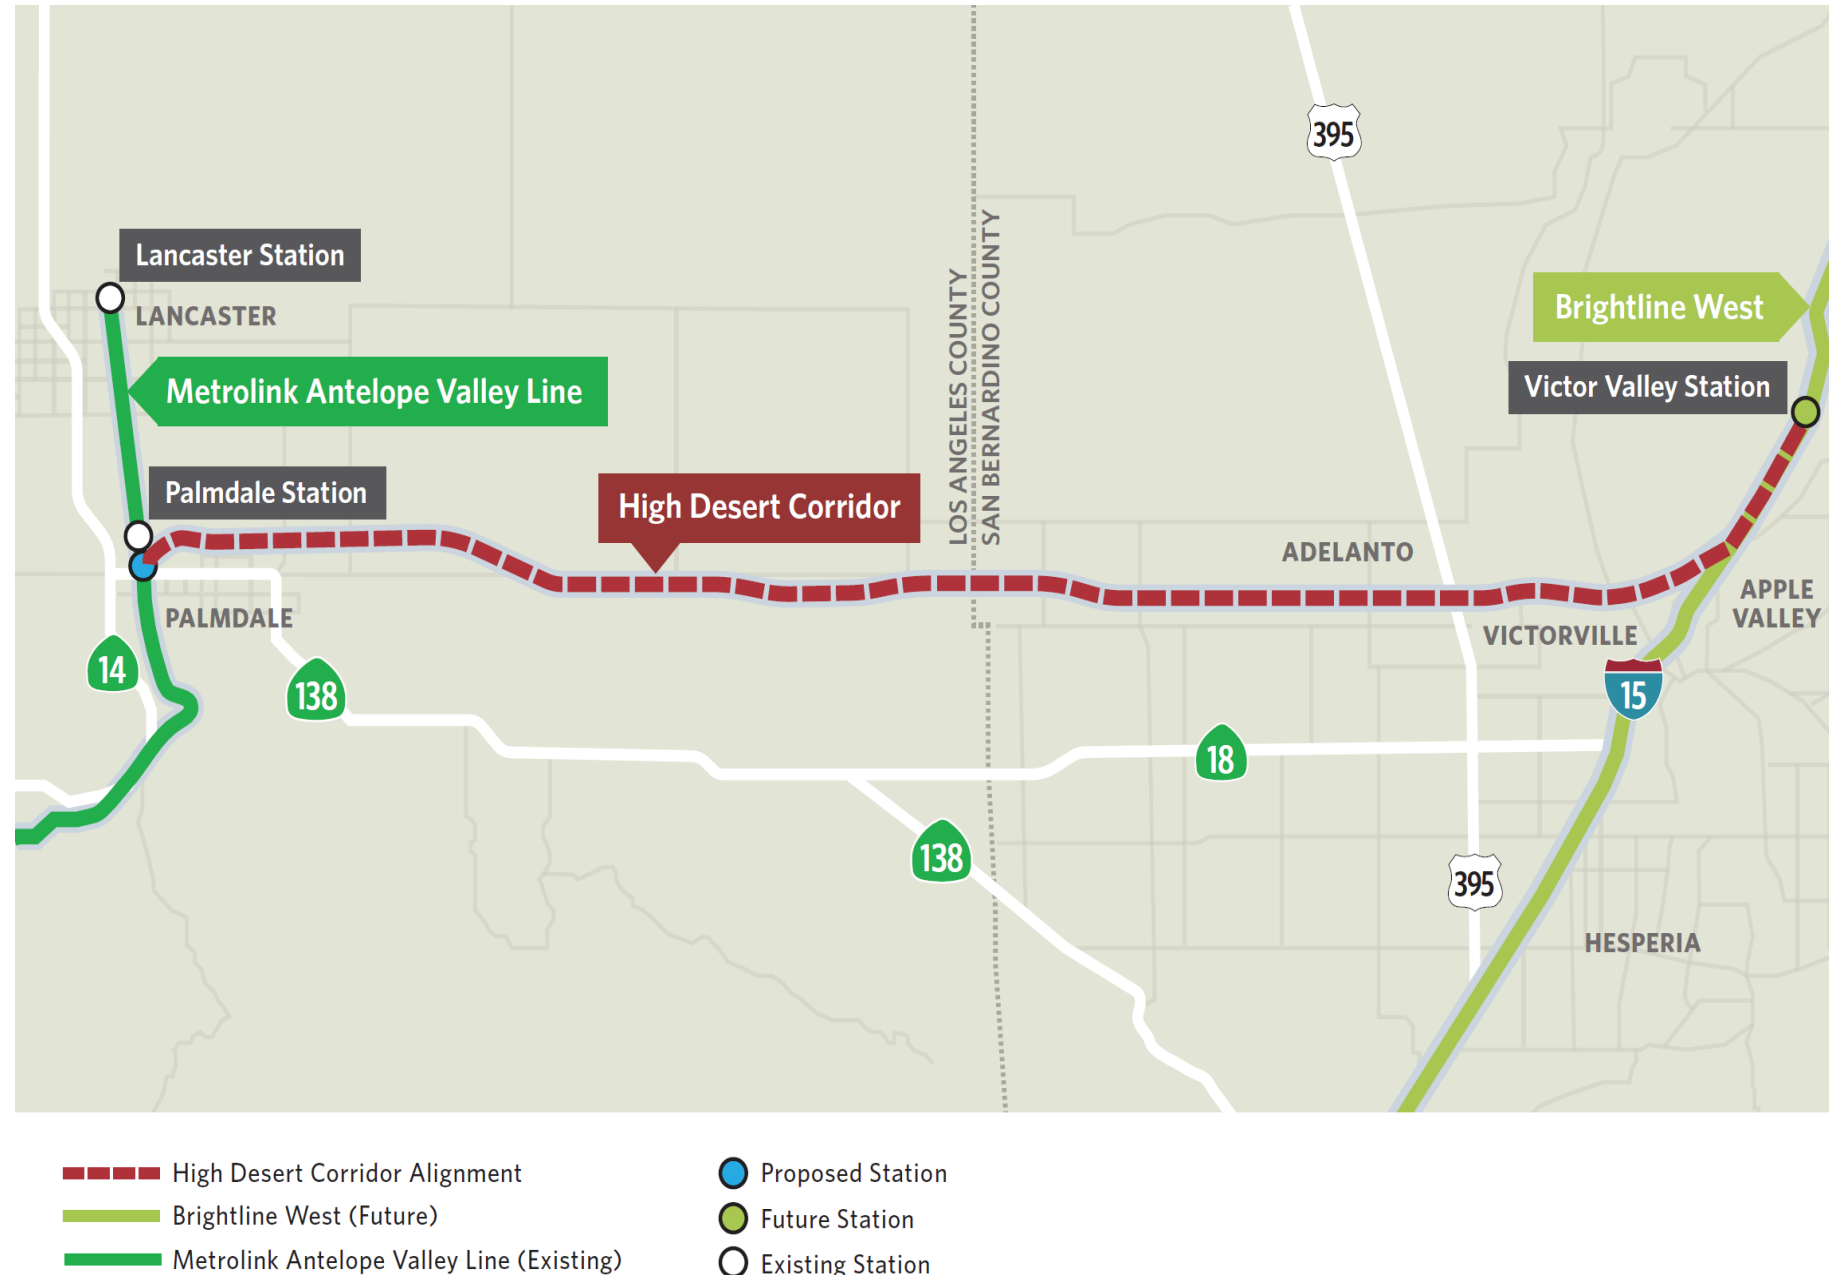 395
LOS ANGELES COUNTY
SAN BERNARDINO COUNTY
Lancaster Station
LANCASTER
Brightline West
Metrolink Antelope Valley Line
Victor Valley Station
Palmdale Station
High Desert Corridor
ADELANTO
APPLE
VALLEY
PALMDALE
VICTORVILLE
14
138
15
18
138
395
HESPERIA
High Desert Corridor Alignment
Brightline West (Future)
Metrolink Antelope Valley Line (Existing)
Proposed Station
Future Station
Existing Station